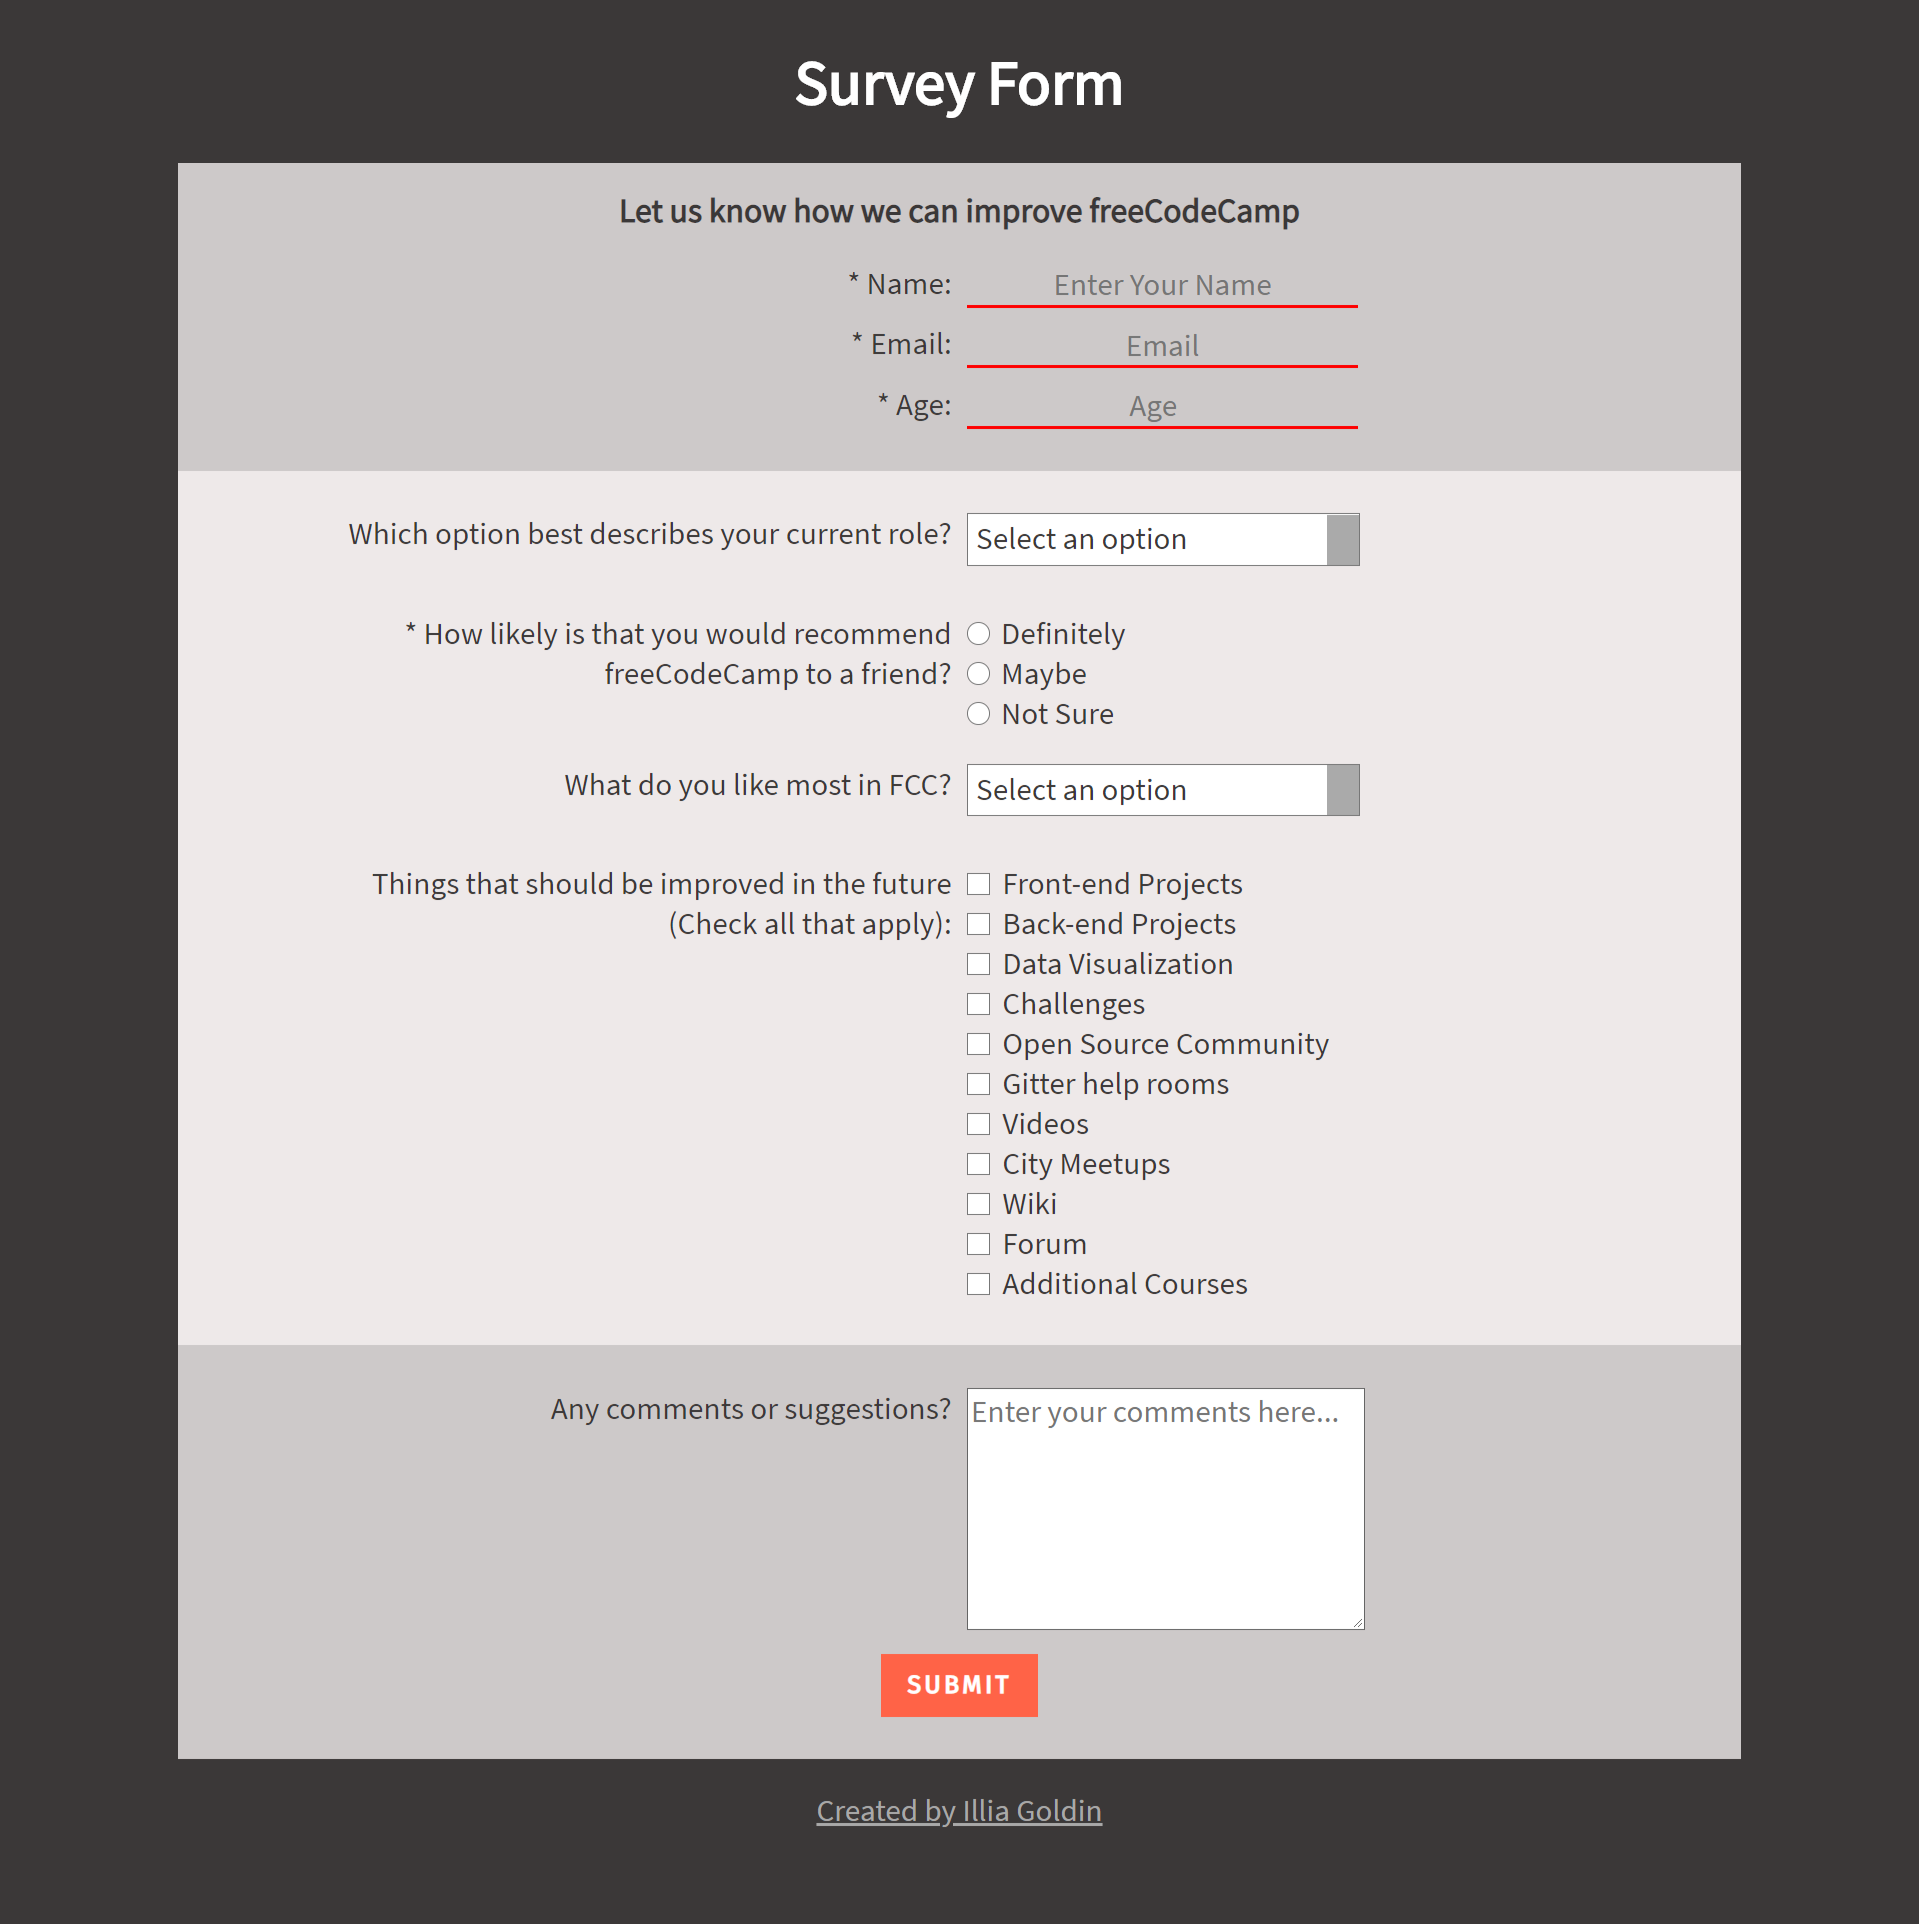 Survey Form
Let us know how we can improve freeCodeCamp
* Name: Enter Your Name
* Email: Email
* Age: Age
Which option best describes your current role? Select an option
* How likely is that you would recommend
freeCodeCamp to a friend?
Definitely
Maybe
Not Sure
What do you like most in FCC? Select an option
Things that should be improved in the future
(Check all that apply):
Front-end Projects
Back-end Projects
Data Visualization
Challenges
Open Source Community
Gitter help rooms
Videos
City Meetups
Wiki
Forum
Additional Courses
Any comments or suggestions? Enter your comments here...
SUBMIT
Created by Illia Goldin